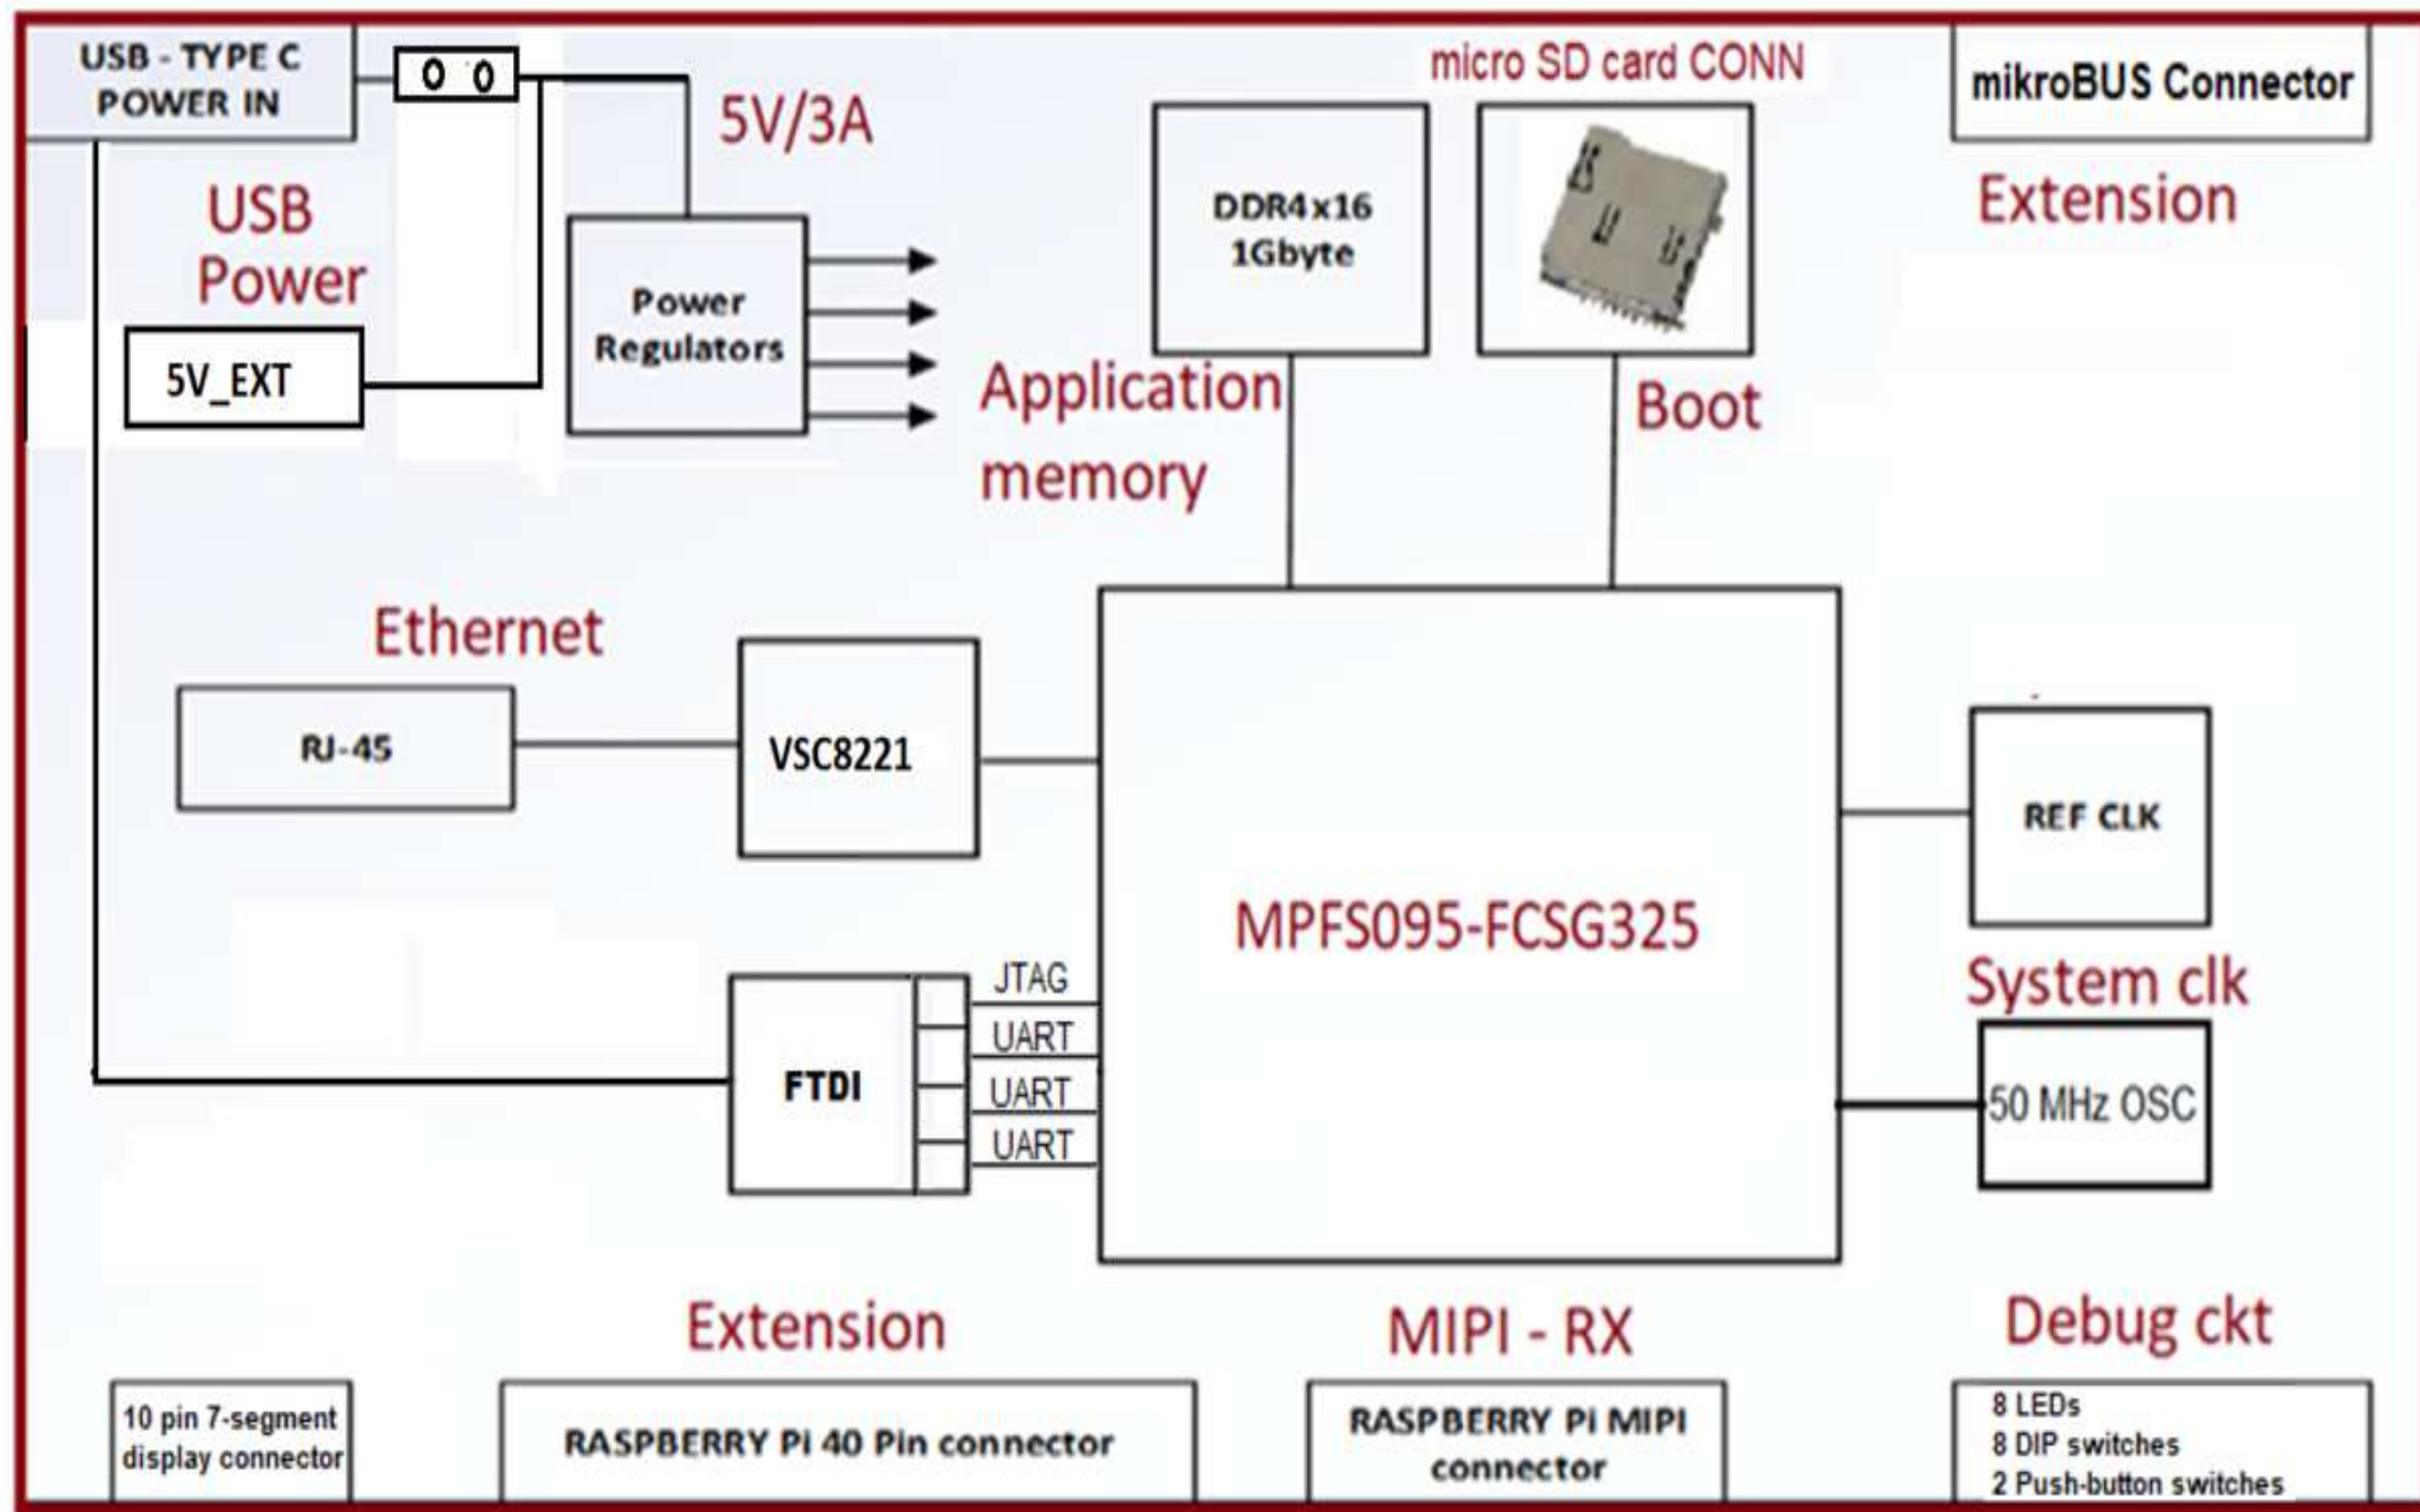 USB - TYPE C
POWER IN
0 0
5V/3A
micro SD card CONN
mikroBUS Connector
USB
Power
DDR4x16
1Gbyte
Extension
5V_EXT
Power
Regulators
Application
memory
Boot
Ethernet
RJ-45
VSC8221
REF CLK
MPFS095-FCSG325
System clk
JTAG
UART
UART
UART
FTDI
50 MHz OSC
Extension
MIPI - RX
Debug ckt
10 pin 7-segment
display connector
RASPBERRY Pi 40 Pin connector
RASPBERRY Pi MIPI
connector
8 LEDs
8 DIP switches
2 Push-button switches